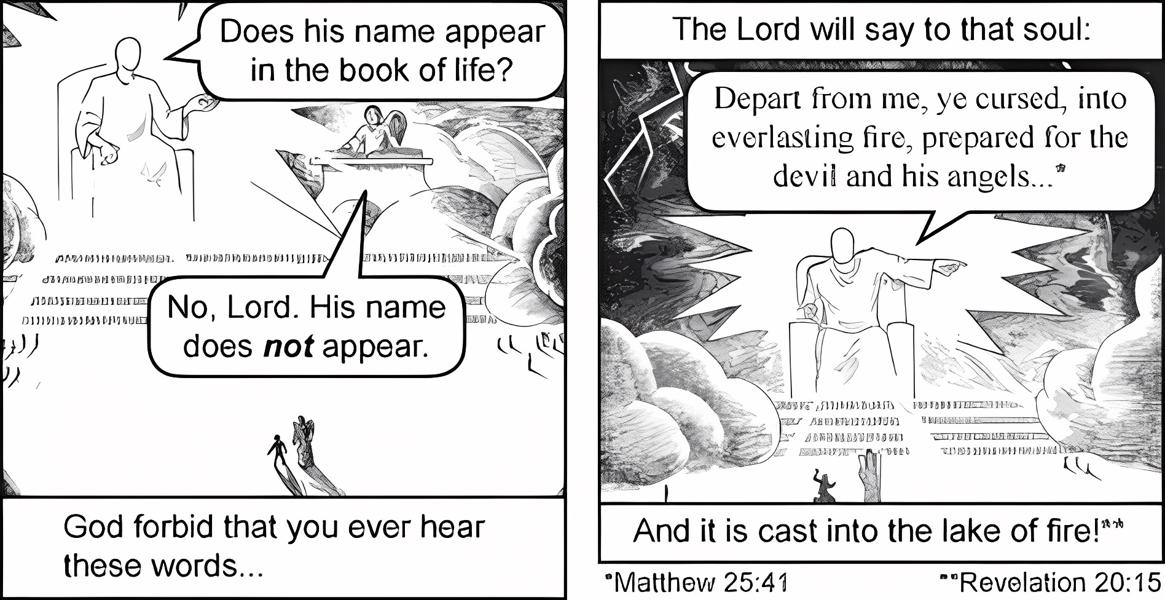 Does his name appear
in the book of life?
No, Lord. His name
does not appear.
God forbid that you ever hear
these words...
The Lord will say to that soul:
Depart from me, ye cursed, into
everlasting fire, prepared for the
devil and his angels...*
And it is cast into the lake of fire!**
*Matthew 25:41
**Revelation 20:15